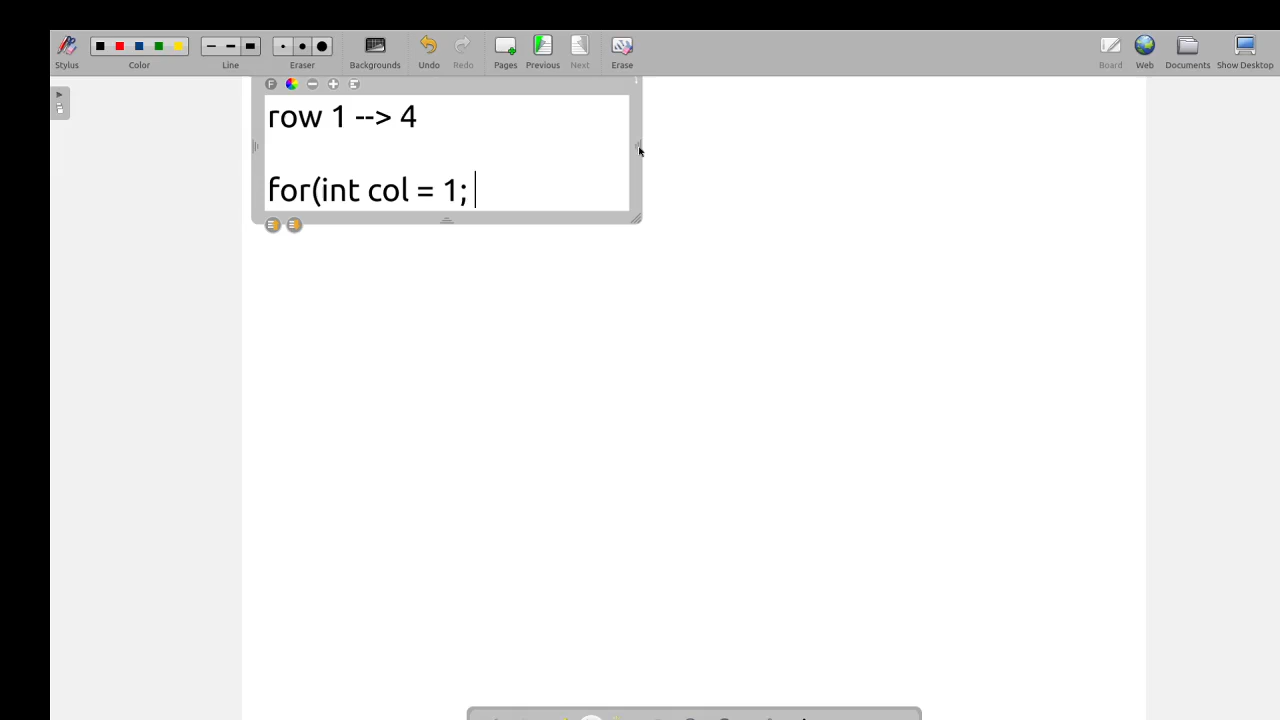 Stylus Color Line Eraser Backgrounds Undo Redo Pages Previous Next Erase Board Web Documents Show Desktop
F
row 1 --> 4
for(int col = 1;